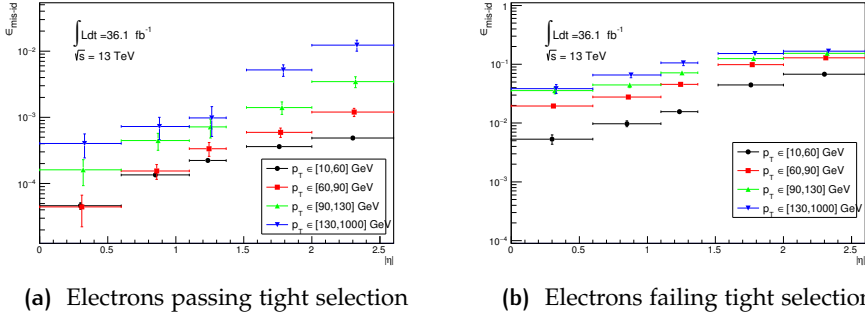 ε_mis-id
∫Ldt =36.1 fb⁻¹
√s = 13 TeV
10⁻²
10⁻³
10⁻⁴
p_T ∈ [10,60] GeV
p_T ∈ [60,90] GeV
p_T ∈ [90,130] GeV
p_T ∈ [130,1000] GeV
0 0.5 1 1.5 2 2.5
|η|
(a) Electrons passing tight selection
ε_mis-id
1
∫Ldt =36.1 fb⁻¹
√s = 13 TeV
10⁻¹
10⁻²
10⁻³
10⁻⁴
p_T ∈ [10,60] GeV
p_T ∈ [60,90] GeV
p_T ∈ [90,130] GeV
p_T ∈ [130,1000] GeV
0 0.5 1 1.5 2 2.5
|η|
(b) Electrons failing tight selection